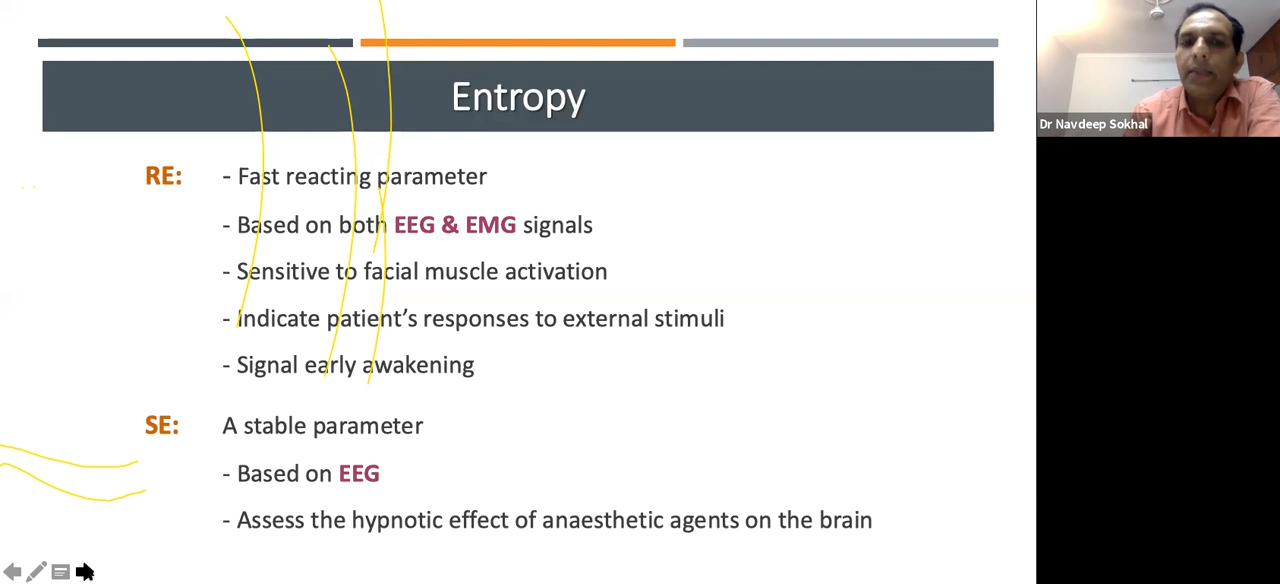 Entropy
RE: - Fast reacting parameter
- Based on both EEG & EMG signals
- Sensitive to facial muscle activation
- Indicate patient's responses to external stimuli
- Signal early awakening
SE: A stable parameter
- Based on EEG
- Assess the hypnotic effect of anaesthetic agents on the brain
Dr Navdeep Sokhal